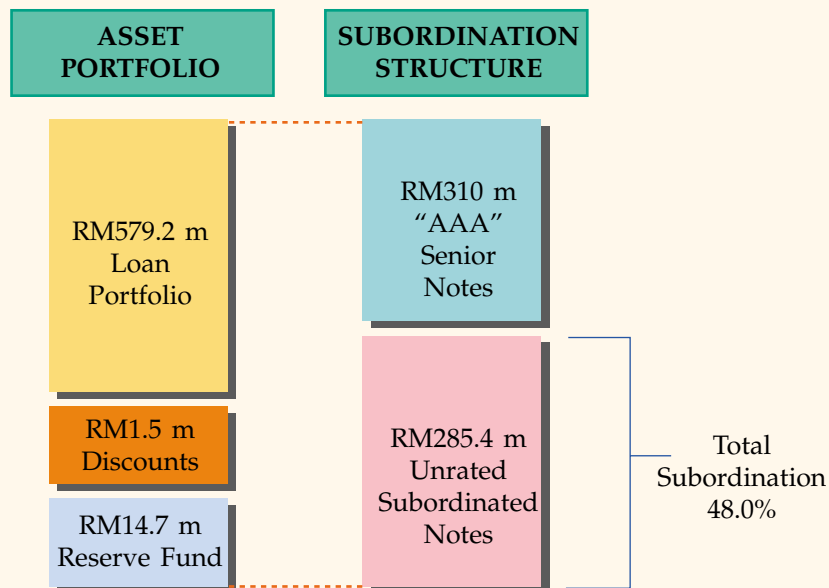 ASSET
PORTFOLIO
SUBORDINATION
STRUCTURE
RM579.2 m
Loan
Portfolio
RM1.5 m
Discounts
RM14.7 m
Reserve Fund
RM310 m
“AAA”
Senior
Notes
RM285.4 m
Unrated
Subordinated
Notes
Total
Subordination
48.0%